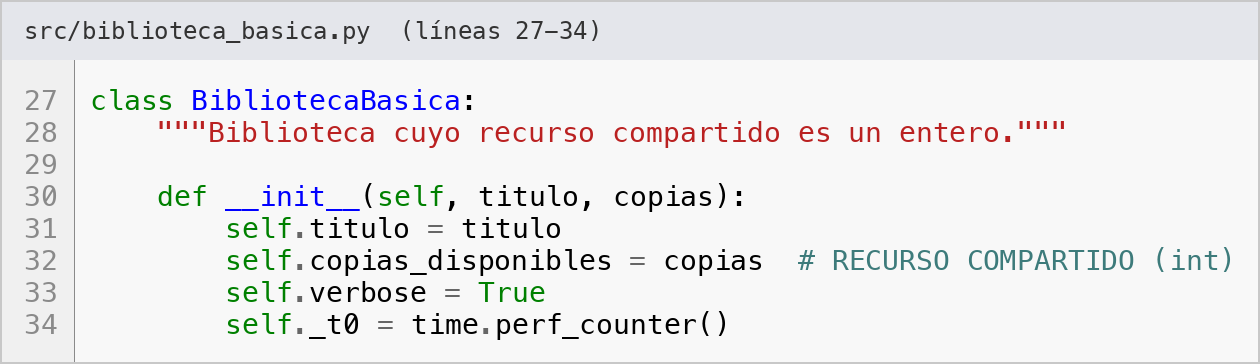 src/biblioteca_basica.py  (líneas 27–34)
27 class BibliotecaBasica:
28     """Biblioteca cuyo recurso compartido es un entero."""
29
30     def __init__(self, titulo, copias):
31         self.titulo = titulo
32         self.copias_disponibles = copias  # RECURSO COMPARTIDO (int)
33         self.verbose = True
34         self._t0 = time.perf_counter()